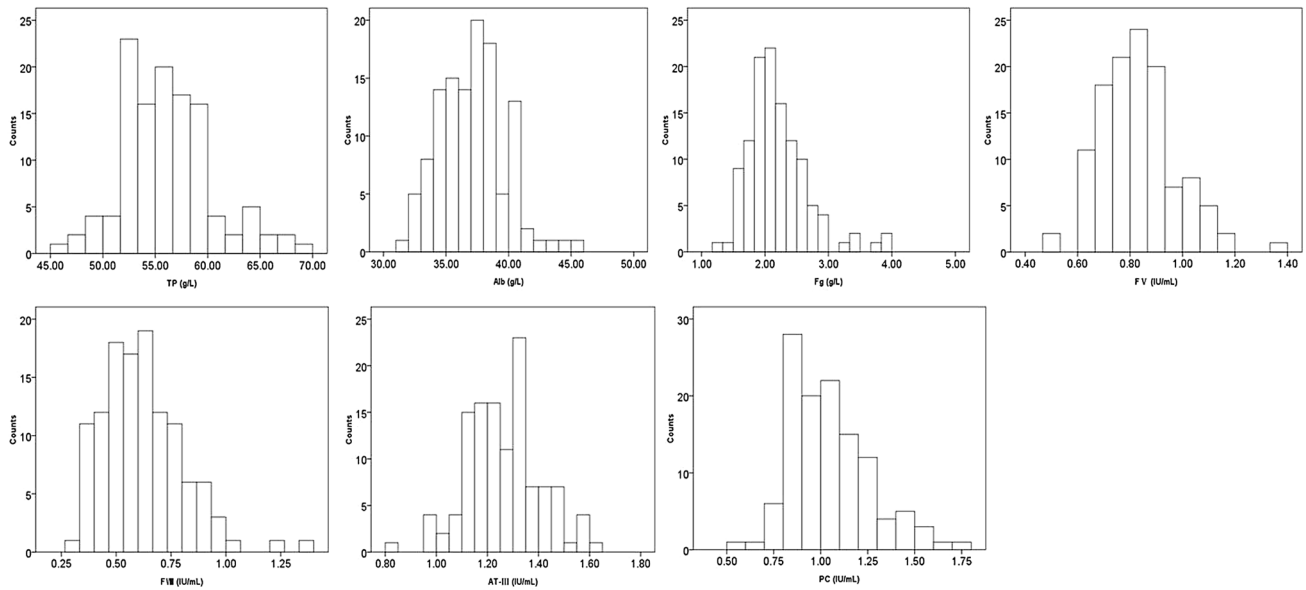 25
20
15
10
5
0
Counts
45.00 50.00 55.00 60.00 65.00 70.00
TP (g/L)
20
15
10
5
0
Counts
30.00 35.00 40.00 45.00 50.00
Alb (g/L)
25
20
15
10
5
0
Counts
1.00 2.00 3.00 4.00 5.00
Fg (g/L)
25
20
15
10
5
0
Counts
0.40 0.60 0.80 1.00 1.20 1.40
FV (IU/mL)
20
15
10
5
0
Counts
0.25 0.50 0.75 1.00 1.25
FⅧ (IU/mL)
25
20
15
10
5
0
Counts
0.80 1.00 1.20 1.40 1.60 1.80
AT-III (IU/mL)
30
20
10
0
Counts
0.50 0.75 1.00 1.25 1.50 1.75
PC (IU/mL)